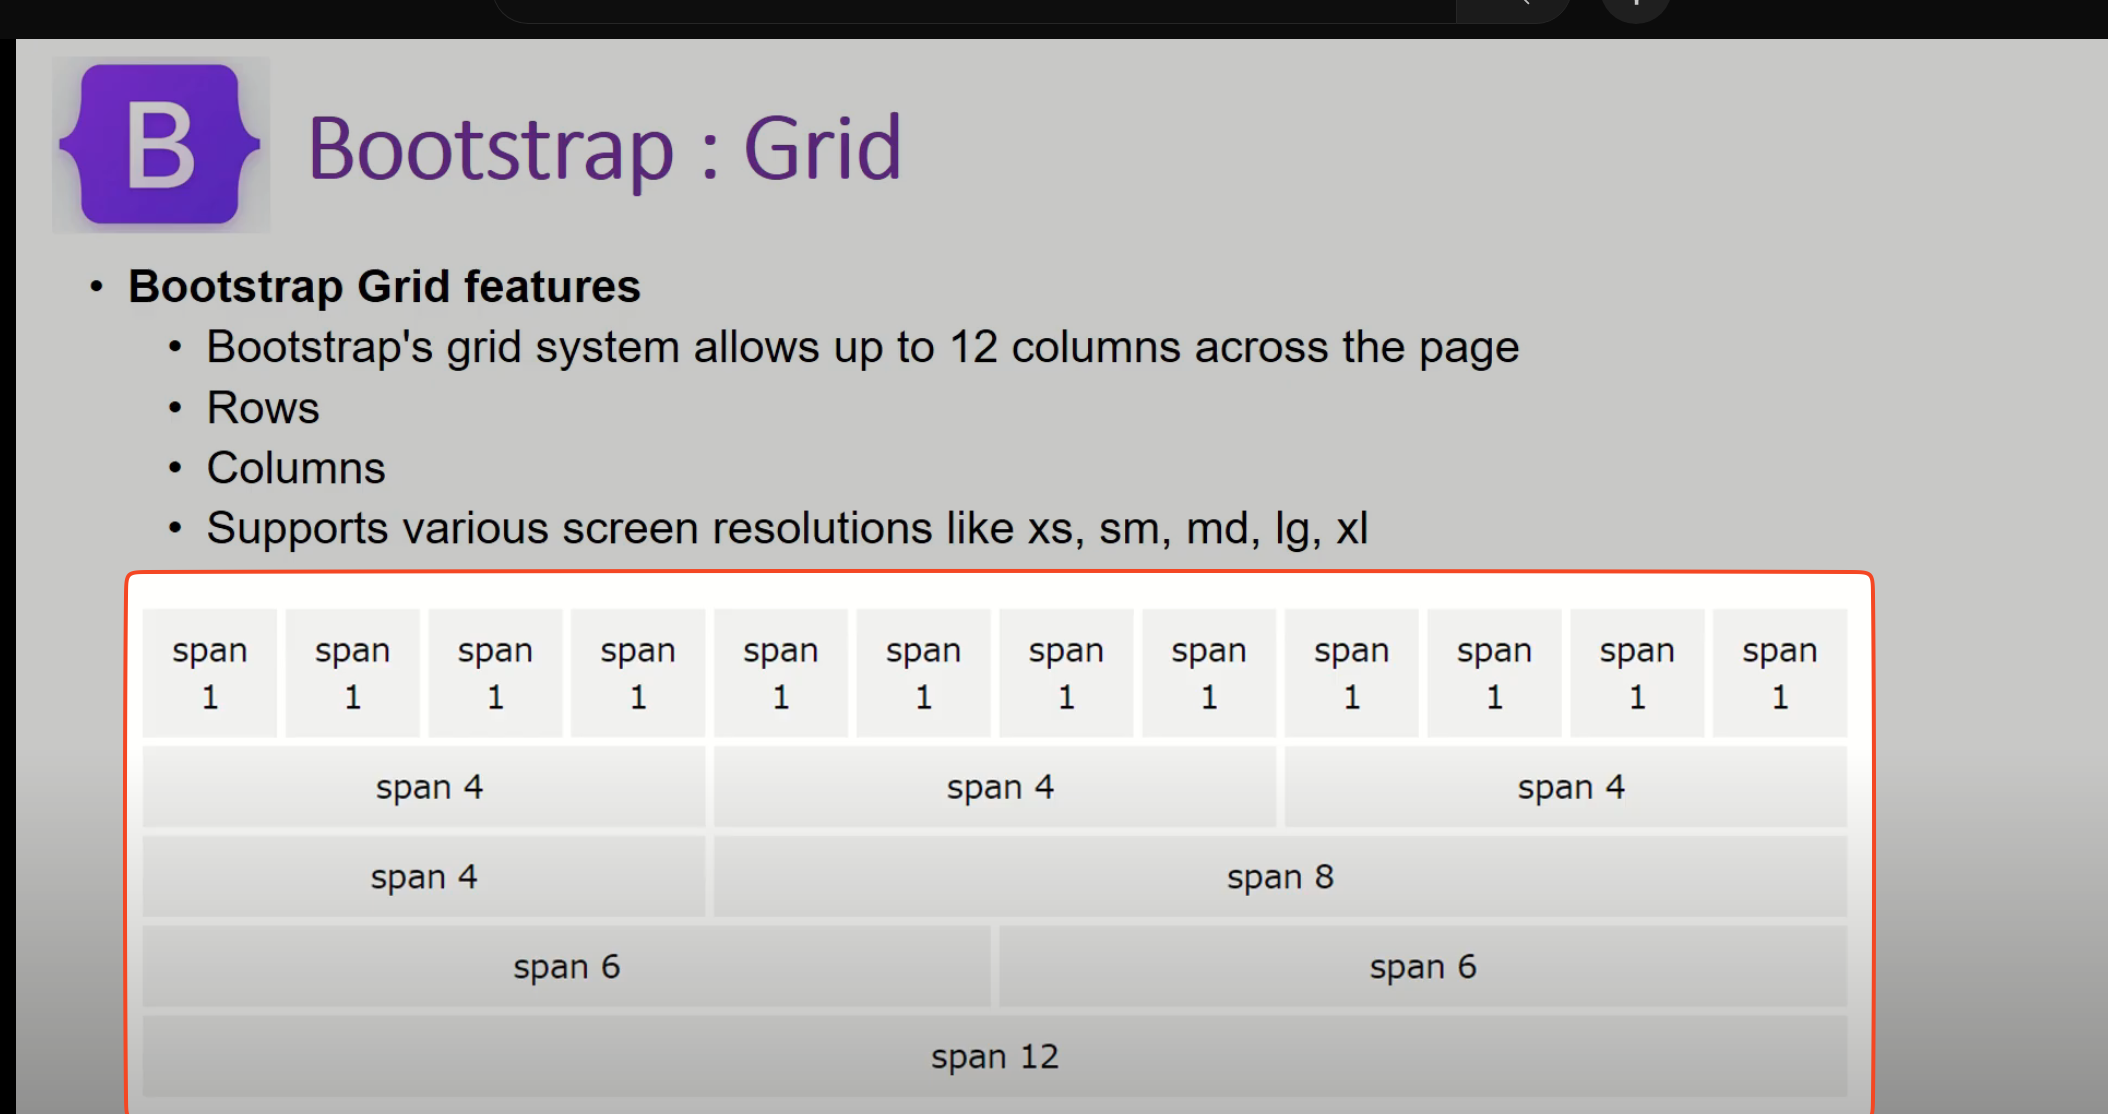 B
Bootstrap : Grid
• Bootstrap Grid features
• Bootstrap's grid system allows up to 12 columns across the page
• Rows
• Columns
• Supports various screen resolutions like xs, sm, md, lg, xl
span 1 span 1 span 1 span 1 span 1 span 1 span 1 span 1 span 1 span 1 span 1 span 1
span 4 span 4 span 4
span 4 span 8
span 6 span 6
span 12